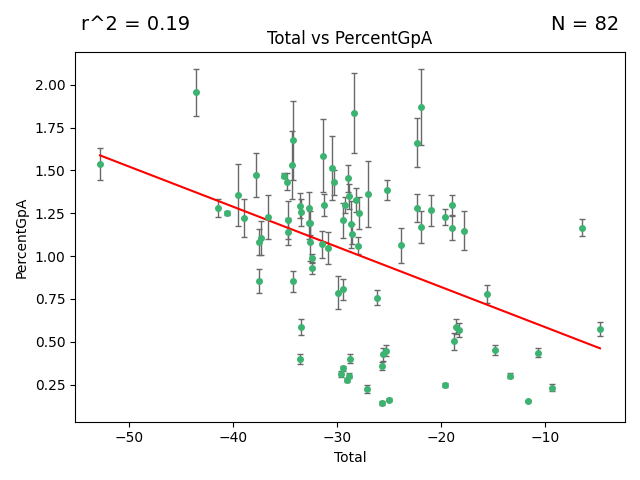 r^2 = 0.19
N = 82
Total vs PercentGpA
PercentGpA
2.00
1.75
1.50
1.25
1.00
0.75
0.50
0.25
−50
−40
−30
−20
−10
Total